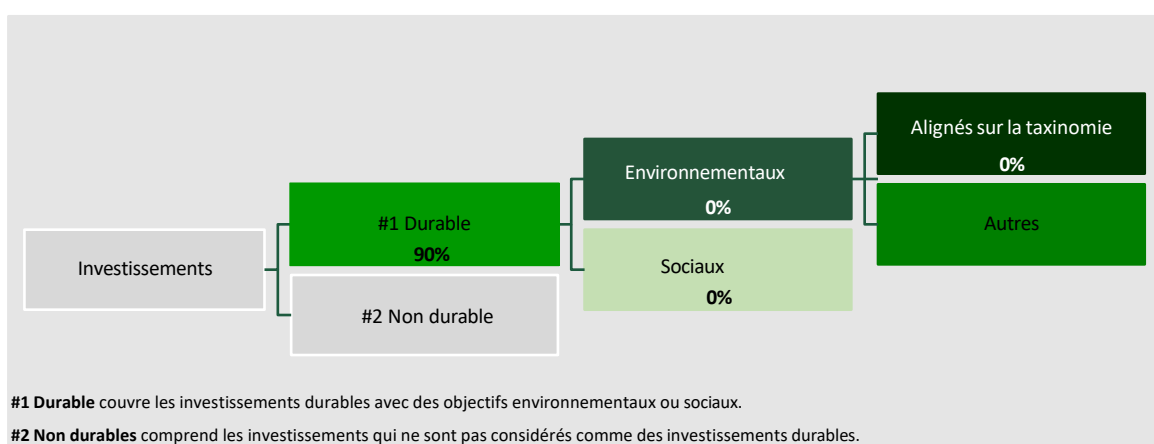 Alignés sur la taxinomie
0%
Environnementaux
0%
Autres
#1 Durable
90%
Investissements
Sociaux
0%
#2 Non durable
#1 Durable couvre les investissements durables avec des objectifs environnementaux ou sociaux.
#2 Non durables comprend les investissements qui ne sont pas considérés comme des investissements durables.